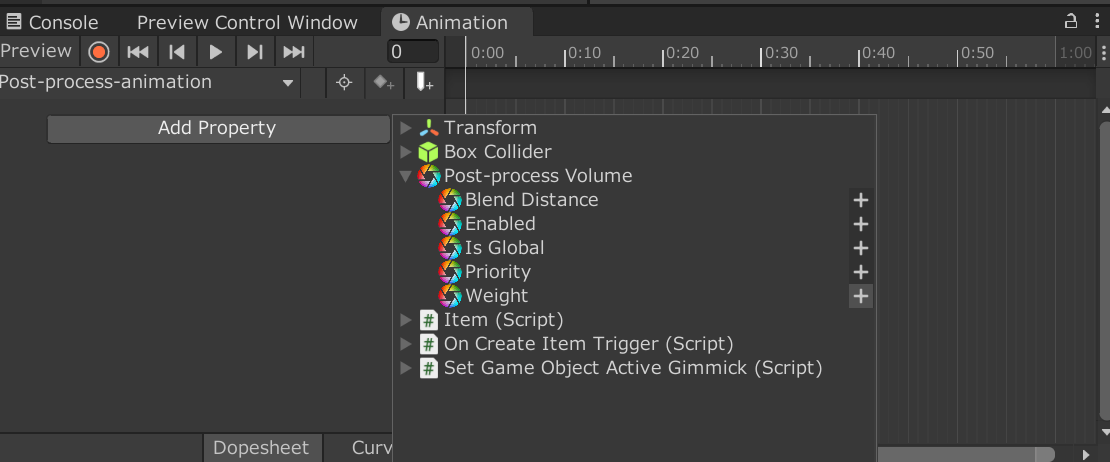 Console Preview Control Window Animation
Preview 0 0:00 0:10 0:20 0:30 0:40 0:50 1:00
Post-process-animation
Add Property
Transform
Box Collider
Post-process Volume
Blend Distance
Enabled
Is Global
Priority
Weight
# Item (Script)
# On Create Item Trigger (Script)
# Set Game Object Active Gimmick (Script)
Dopesheet Curv